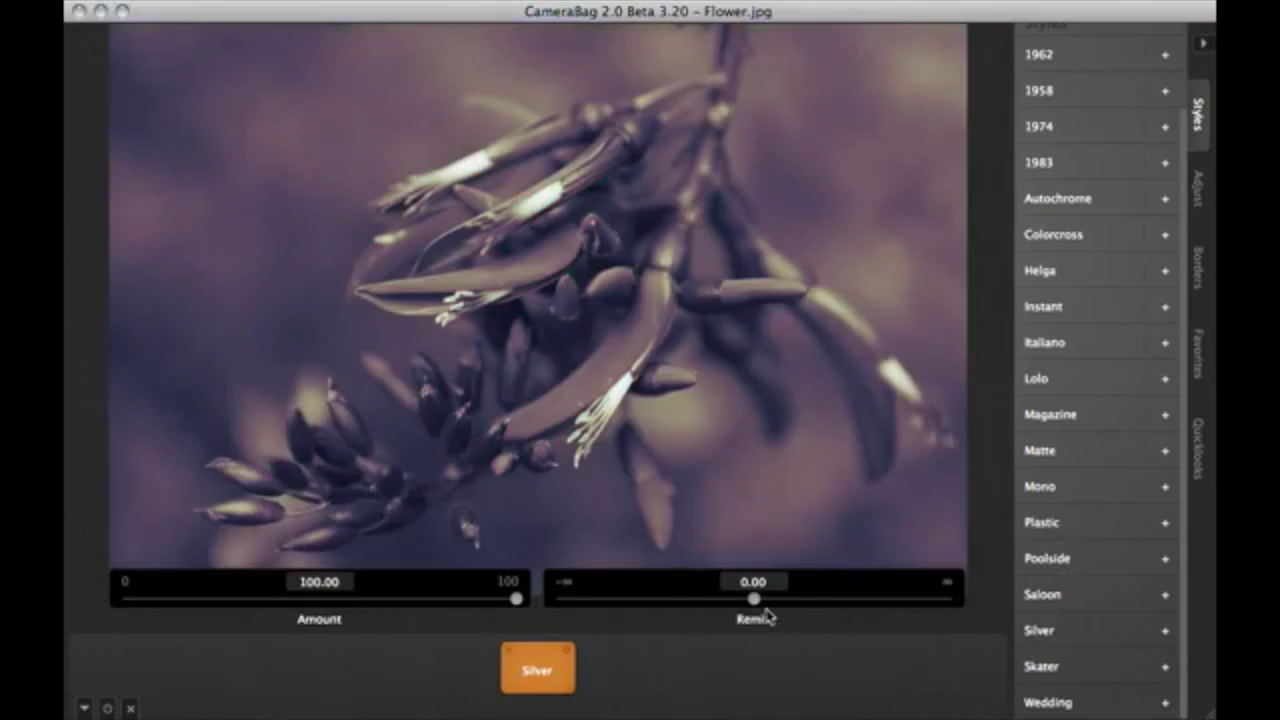 CameraBag 2.0 Beta 3.20 – Flower.jpg
Styles
1962 +
1958 +
1974 +
1983 +
Autochrome +
Colorcross +
Helga +
Instant +
Italiano +
Lolo +
Magazine +
Matte +
Mono +
Plastic +
Poolside +
Saloon +
Silver +
Skater +
Wedding +
Styles
Adjust
Borders
Favorites
Quicklooks
0 100.00 100
Amount
-∞ 0.00 ∞
Silver